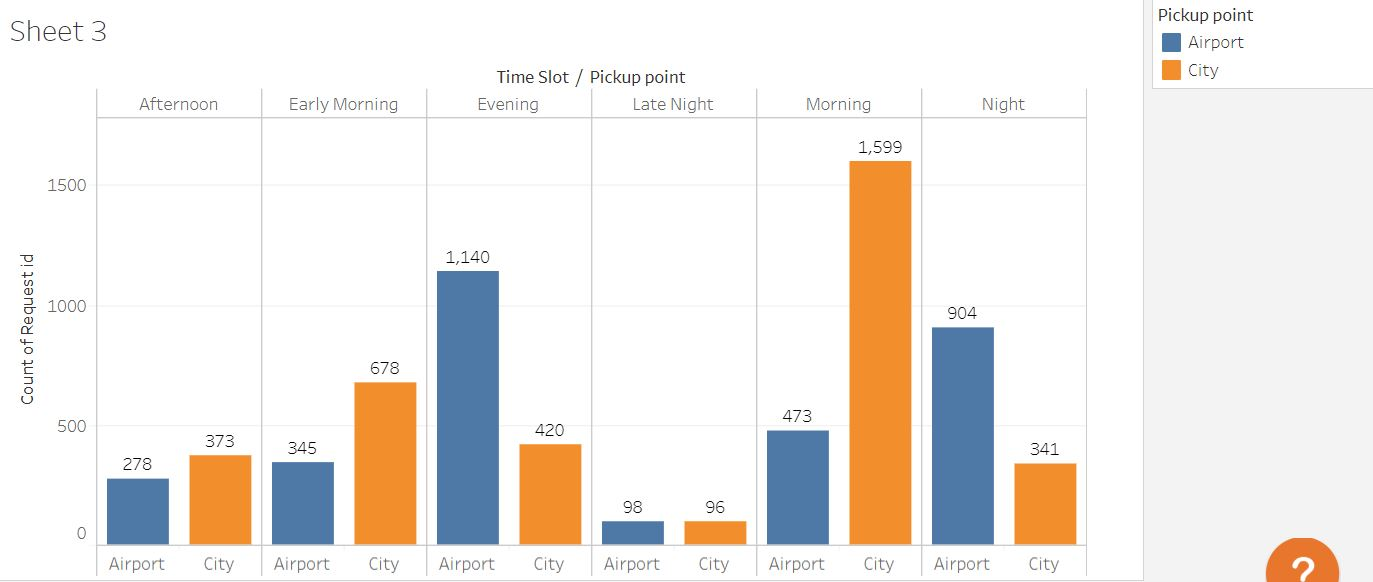 Sheet 3
Pickup point
Airport
City
Time Slot / Pickup point
Afternoon Early Morning Evening Late Night Morning Night
Count of Request id
1500
1000
500
0
278 373 345 678 1,140 420 98 96 473 1,599 904 341
Airport City Airport City Airport City Airport City Airport City Airport City
?